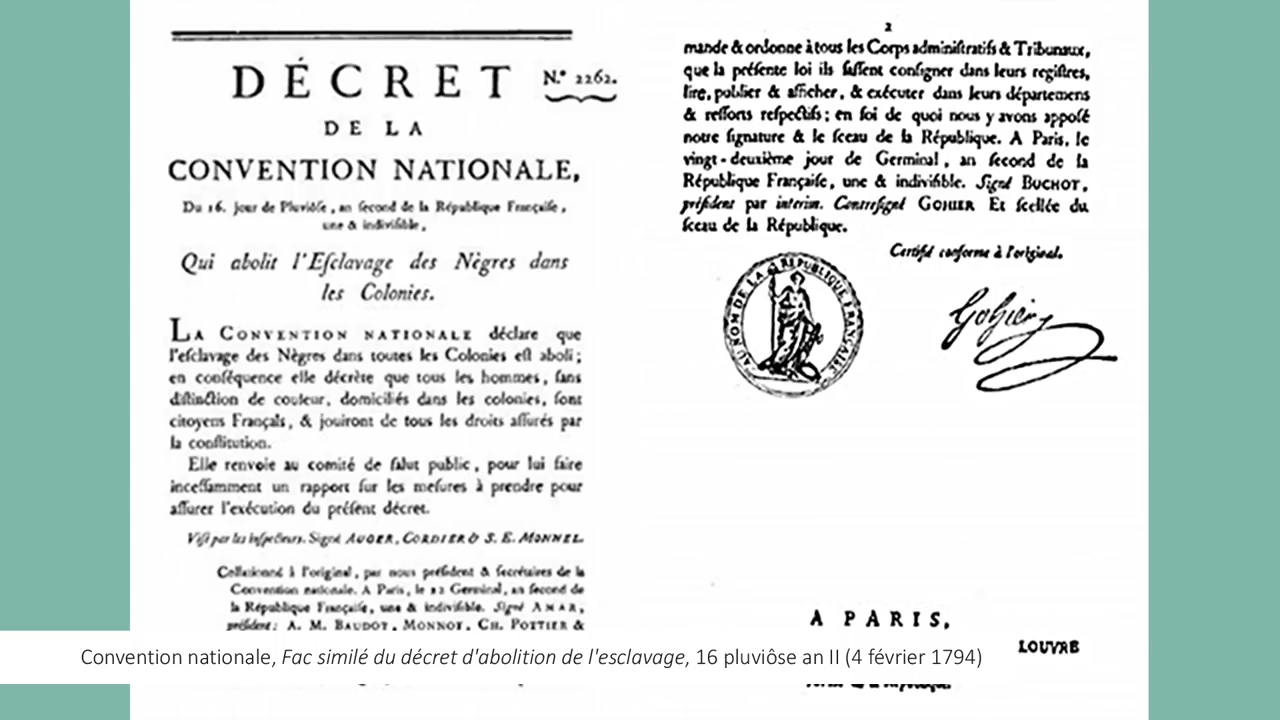 DÉCRET N.º 2262.
DE LA
CONVENTION NATIONALE,
Du 16. jour de Pluviôſe, an ſecond de la République Françaiſe,
une & indiviſible,
Qui abolit l'Eſclavage des Nègres dans
les Colonies.
LA CONVENTION NATIONALE déclare que
l'eſclavage des Nègres dans toutes les Colonies eſt aboli;
en conſéquence elle décrète que tous les hommes, ſans
diſtinction de couleur, domiciliés dans les colonies, ſont
citoyens Français, & jouiront de tous les droits aſſurés par
la conſtitution.
Elle renvoie au comité de ſalut public, pour lui faire
inceſſamment un rapport ſur les meſures à prendre pour
aſſurer l'exécution du préſent décret.
Viſé par les inſpecteurs. Signé AUGER, CORDIER & S. E. MONNEL.
Collationné à l'original, par nous préſident & ſecrétaires de la
Convention nationale. A Paris, le 22 Germinal, an ſecond de
la République Françaiſe, une & indiviſible. Signé AMAR,
préſident; A. M. BAUDOT, MONNOT, CH. POTTIER &
2
mande & ordonne à tous les Corps adminiſtratifs & Tribunaux,
que la préſente loi ils faſſent conſigner dans leurs regiſtres,
lire, publier & afficher, & exécuter dans leurs départemens
& reſſorts reſpectifs; en foi de quoi nous y avons appoſé
notre ſignature & le ſceau de la République. A Paris, le
vingt-deuxième jour de Germinal, an ſecond de la
République Françaiſe, une & indiviſible. Signé BUCHOT,
préſident par interim. Contreſigné GOHIER Et ſcellée du
ſceau de la République.
Certifié conforme à l'original.
AU NOM DE LA RÉPUBLIQUE FRANÇAISE
Gohier
A PARIS,
LOUVRE
Convention nationale, Fac similé du décret d'abolition de l'esclavage, 16 pluviôse an II (4 février 1794)